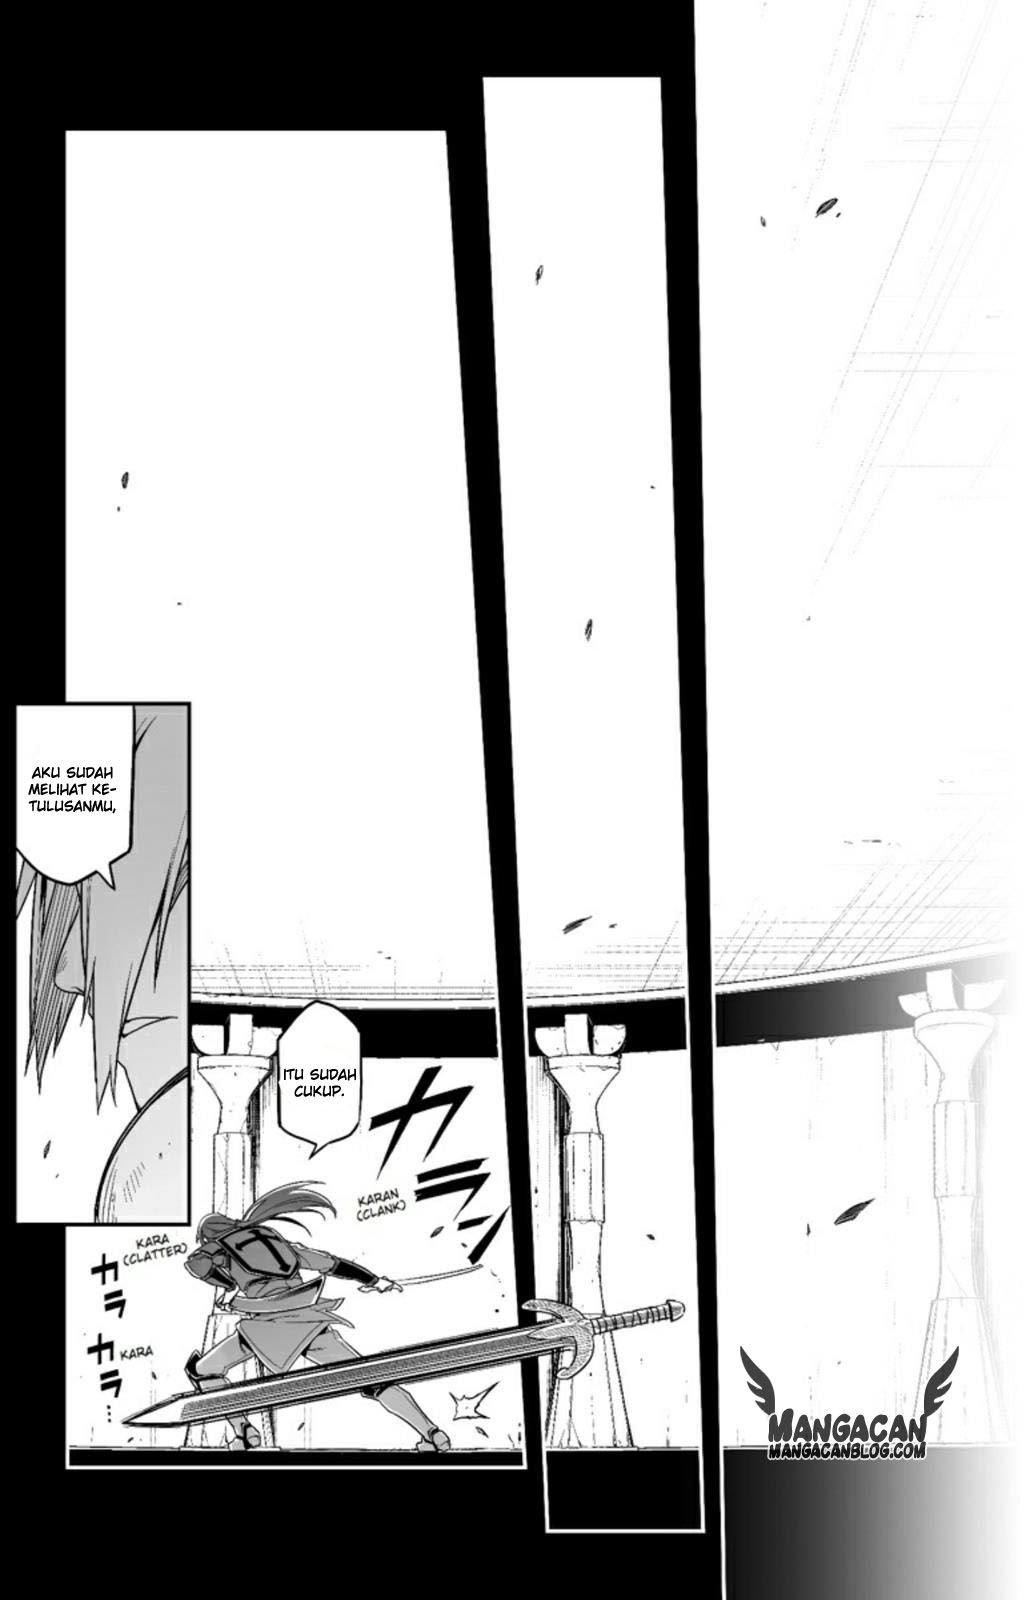 ITU SUDAH
CUKUP.
カラン
KARAN
(CLANK)
カラ
KARA
(CLATTER)
カラ…
KARA
AKU SUDAH
MELIHAT KE-
TULUSANMU,
MANGACAN
MANGACANBLOG.COM